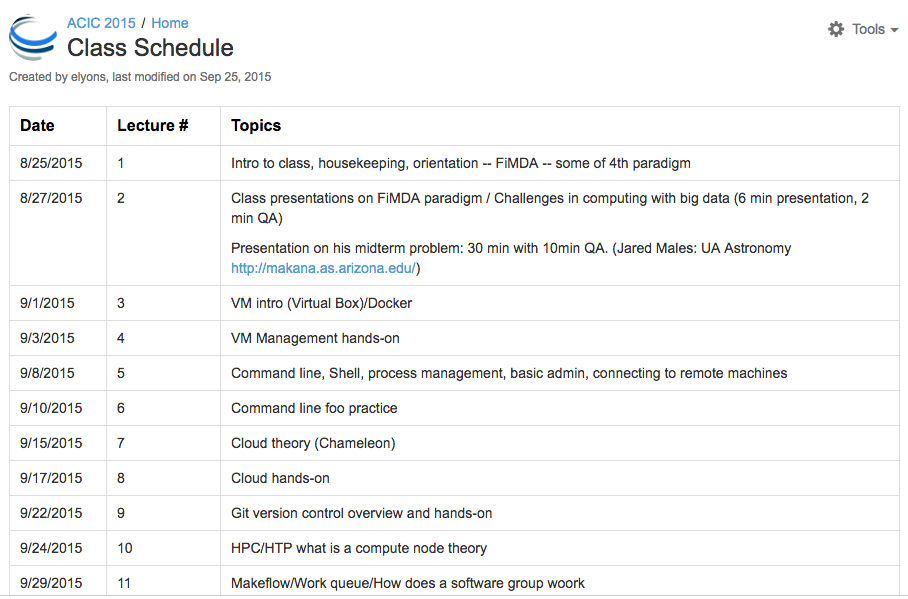 ACIC 2015 / Home
Class Schedule
Tools
Created by elyons, last modified on Sep 25, 2015
Date Lecture # Topics
8/25/2015 1 Intro to class, housekeeping, orientation -- FiMDA -- some of 4th paradigm
8/27/2015 2 Class presentations on FiMDA paradigm / Challenges in computing with big data (6 min presentation, 2
min QA)
Presentation on his midterm problem: 30 min with 10min QA. (Jared Males: UA Astronomy
http://makana.as.arizona.edu/)
9/1/2015 3 VM intro (Virtual Box)/Docker
9/3/2015 4 VM Management hands-on
9/8/2015 5 Command line, Shell, process management, basic admin, connecting to remote machines
9/10/2015 6 Command line foo practice
9/15/2015 7 Cloud theory (Chameleon)
9/17/2015 8 Cloud hands-on
9/22/2015 9 Git version control overview and hands-on
9/24/2015 10 HPC/HTP what is a compute node theory
9/29/2015 11 Makeflow/Work queue/How does a software group woork